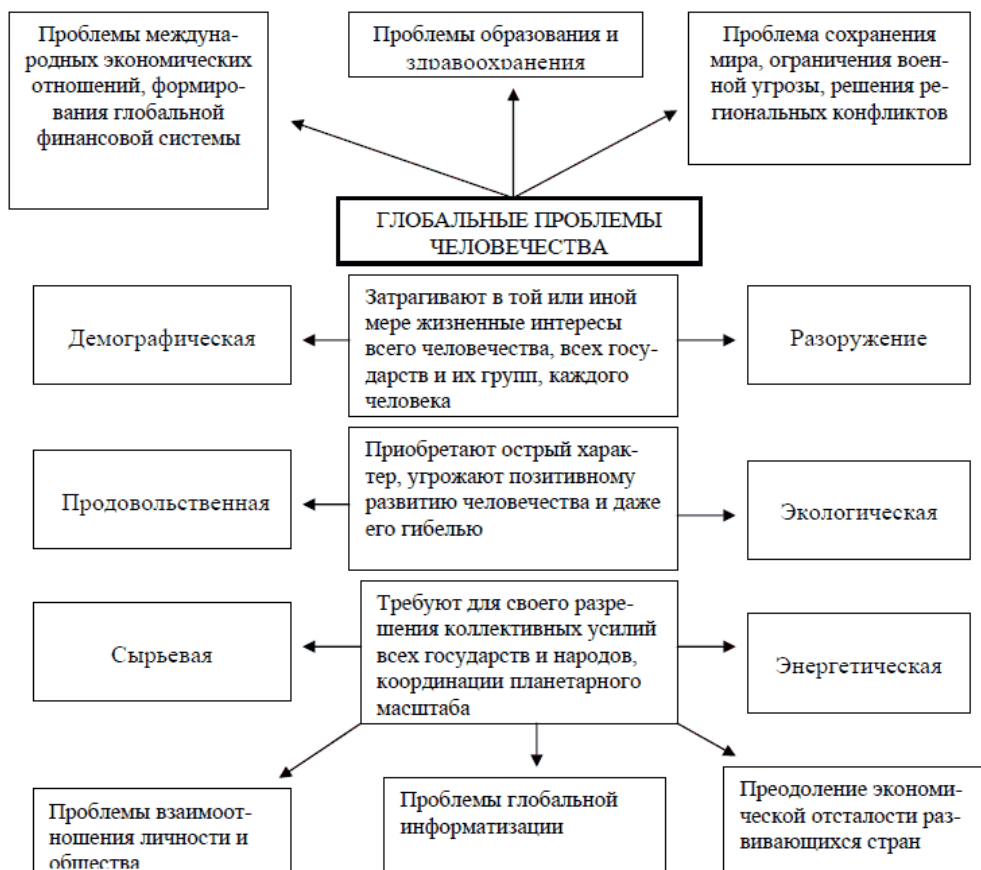 Проблемы междуна-
родных экономических
отношений, формиро-
вания глобальной
финансовой системы
Проблемы образования и
здравоохранения
Проблема сохранения
мира, ограничения воен-
ной угрозы, решения ре-
гиональных конфликтов
ГЛОБАЛЬНЫЕ ПРОБЛЕМЫ
ЧЕЛОВЕЧЕСТВА
Демографическая
Затрагивают в той или иной
мере жизненные интересы
всего человечества, всех госу-
дарств и их групп, каждого
человека
Разоружение
Продовольственная
Приобретают острый харак-
тер, угрожают позитивному
развитию человечества и даже
его гибелью
Экологическая
Сырьевая
Требуют для своего разре-
шения коллективных усилий
всех государств и народов,
координации планетарного
масштаба
Энергетическая
Проблемы взаимоот-
ношения личности и
общества
Проблемы глобальной
информатизации
Преодоление экономи-
ческой отсталости раз-
вивающихся стран